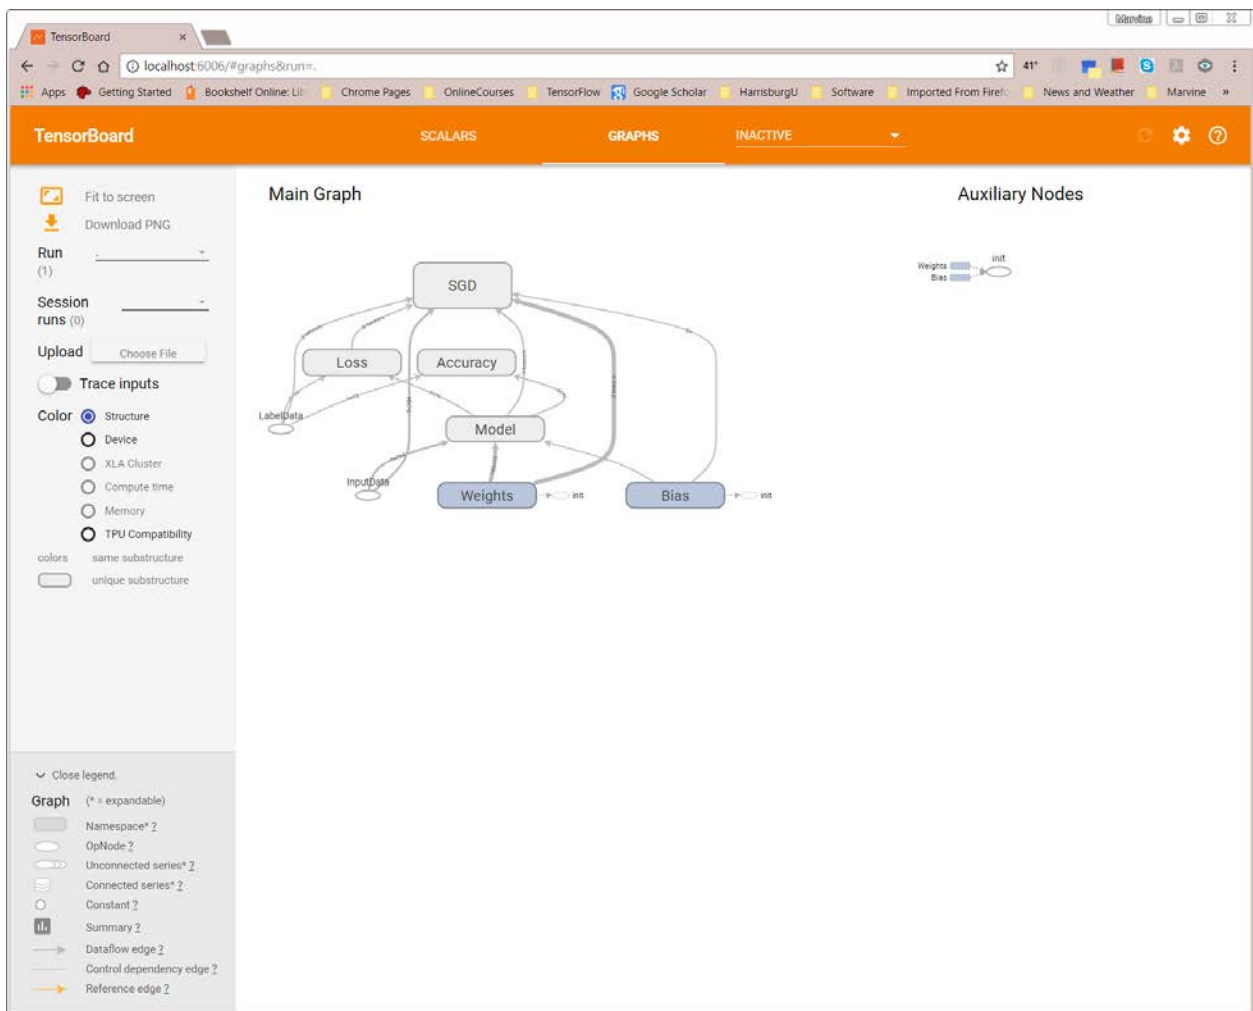 Marvine
TensorBoard
localhost:6006/#graphs&run=.
41°
Apps Getting Started Bookshelf Online: Lit Chrome Pages OnlineCourses TensorFlow Google Scholar HarrisburgU Software Imported From Firefo News and Weather Marvine »
TensorBoard SCALARS GRAPHS INACTIVE
Fit to screen
Download PNG
Run .
(1)
Session
runs (0)
Upload Choose File
Trace inputs
Color Structure
Device
XLA Cluster
Compute time
Memory
TPU Compatibility
colors same substructure
unique substructure
Close legend.
Graph (* = expandable)
Namespace* ?
OpNode ?
Unconnected series* ?
Connected series* ?
Constant ?
Summary ?
Dataflow edge ?
Control dependency edge ?
Reference edge ?
Main Graph
SGD
Loss
Accuracy
LabelData
Model
InputData
Weights
init
Bias
init
Auxiliary Nodes
Weights
Bias
init